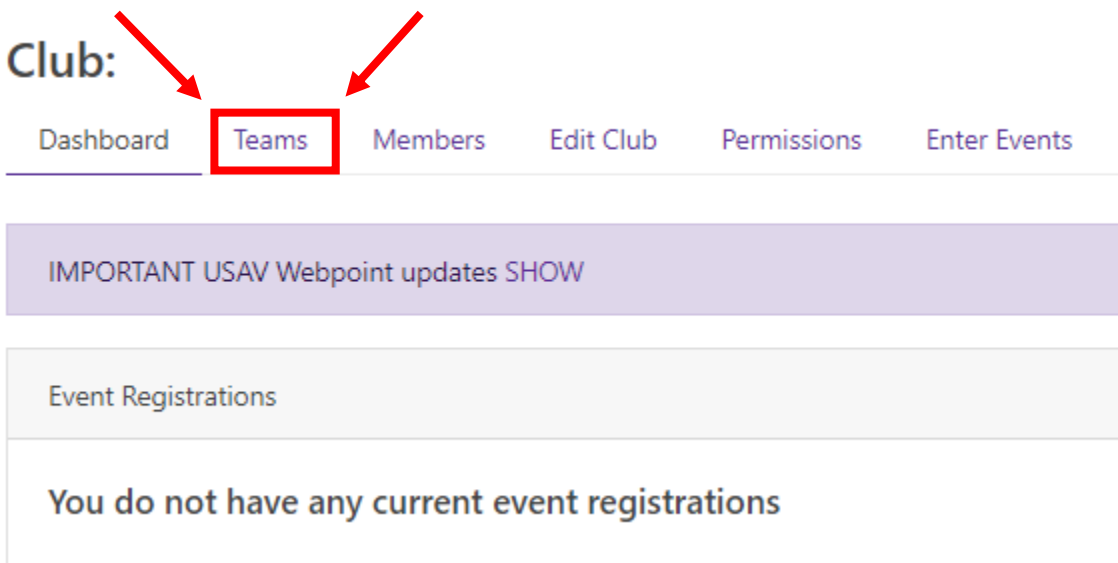 Club:
Dashboard Teams Members Edit Club Permissions Enter Events
IMPORTANT USAV Webpoint updates SHOW
Event Registrations
You do not have any current event registrations